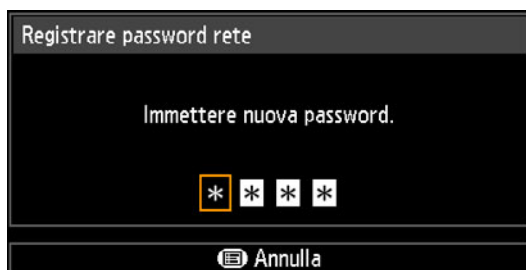 Registrare password rete
Immettere nuova password.
* * * *
Annulla